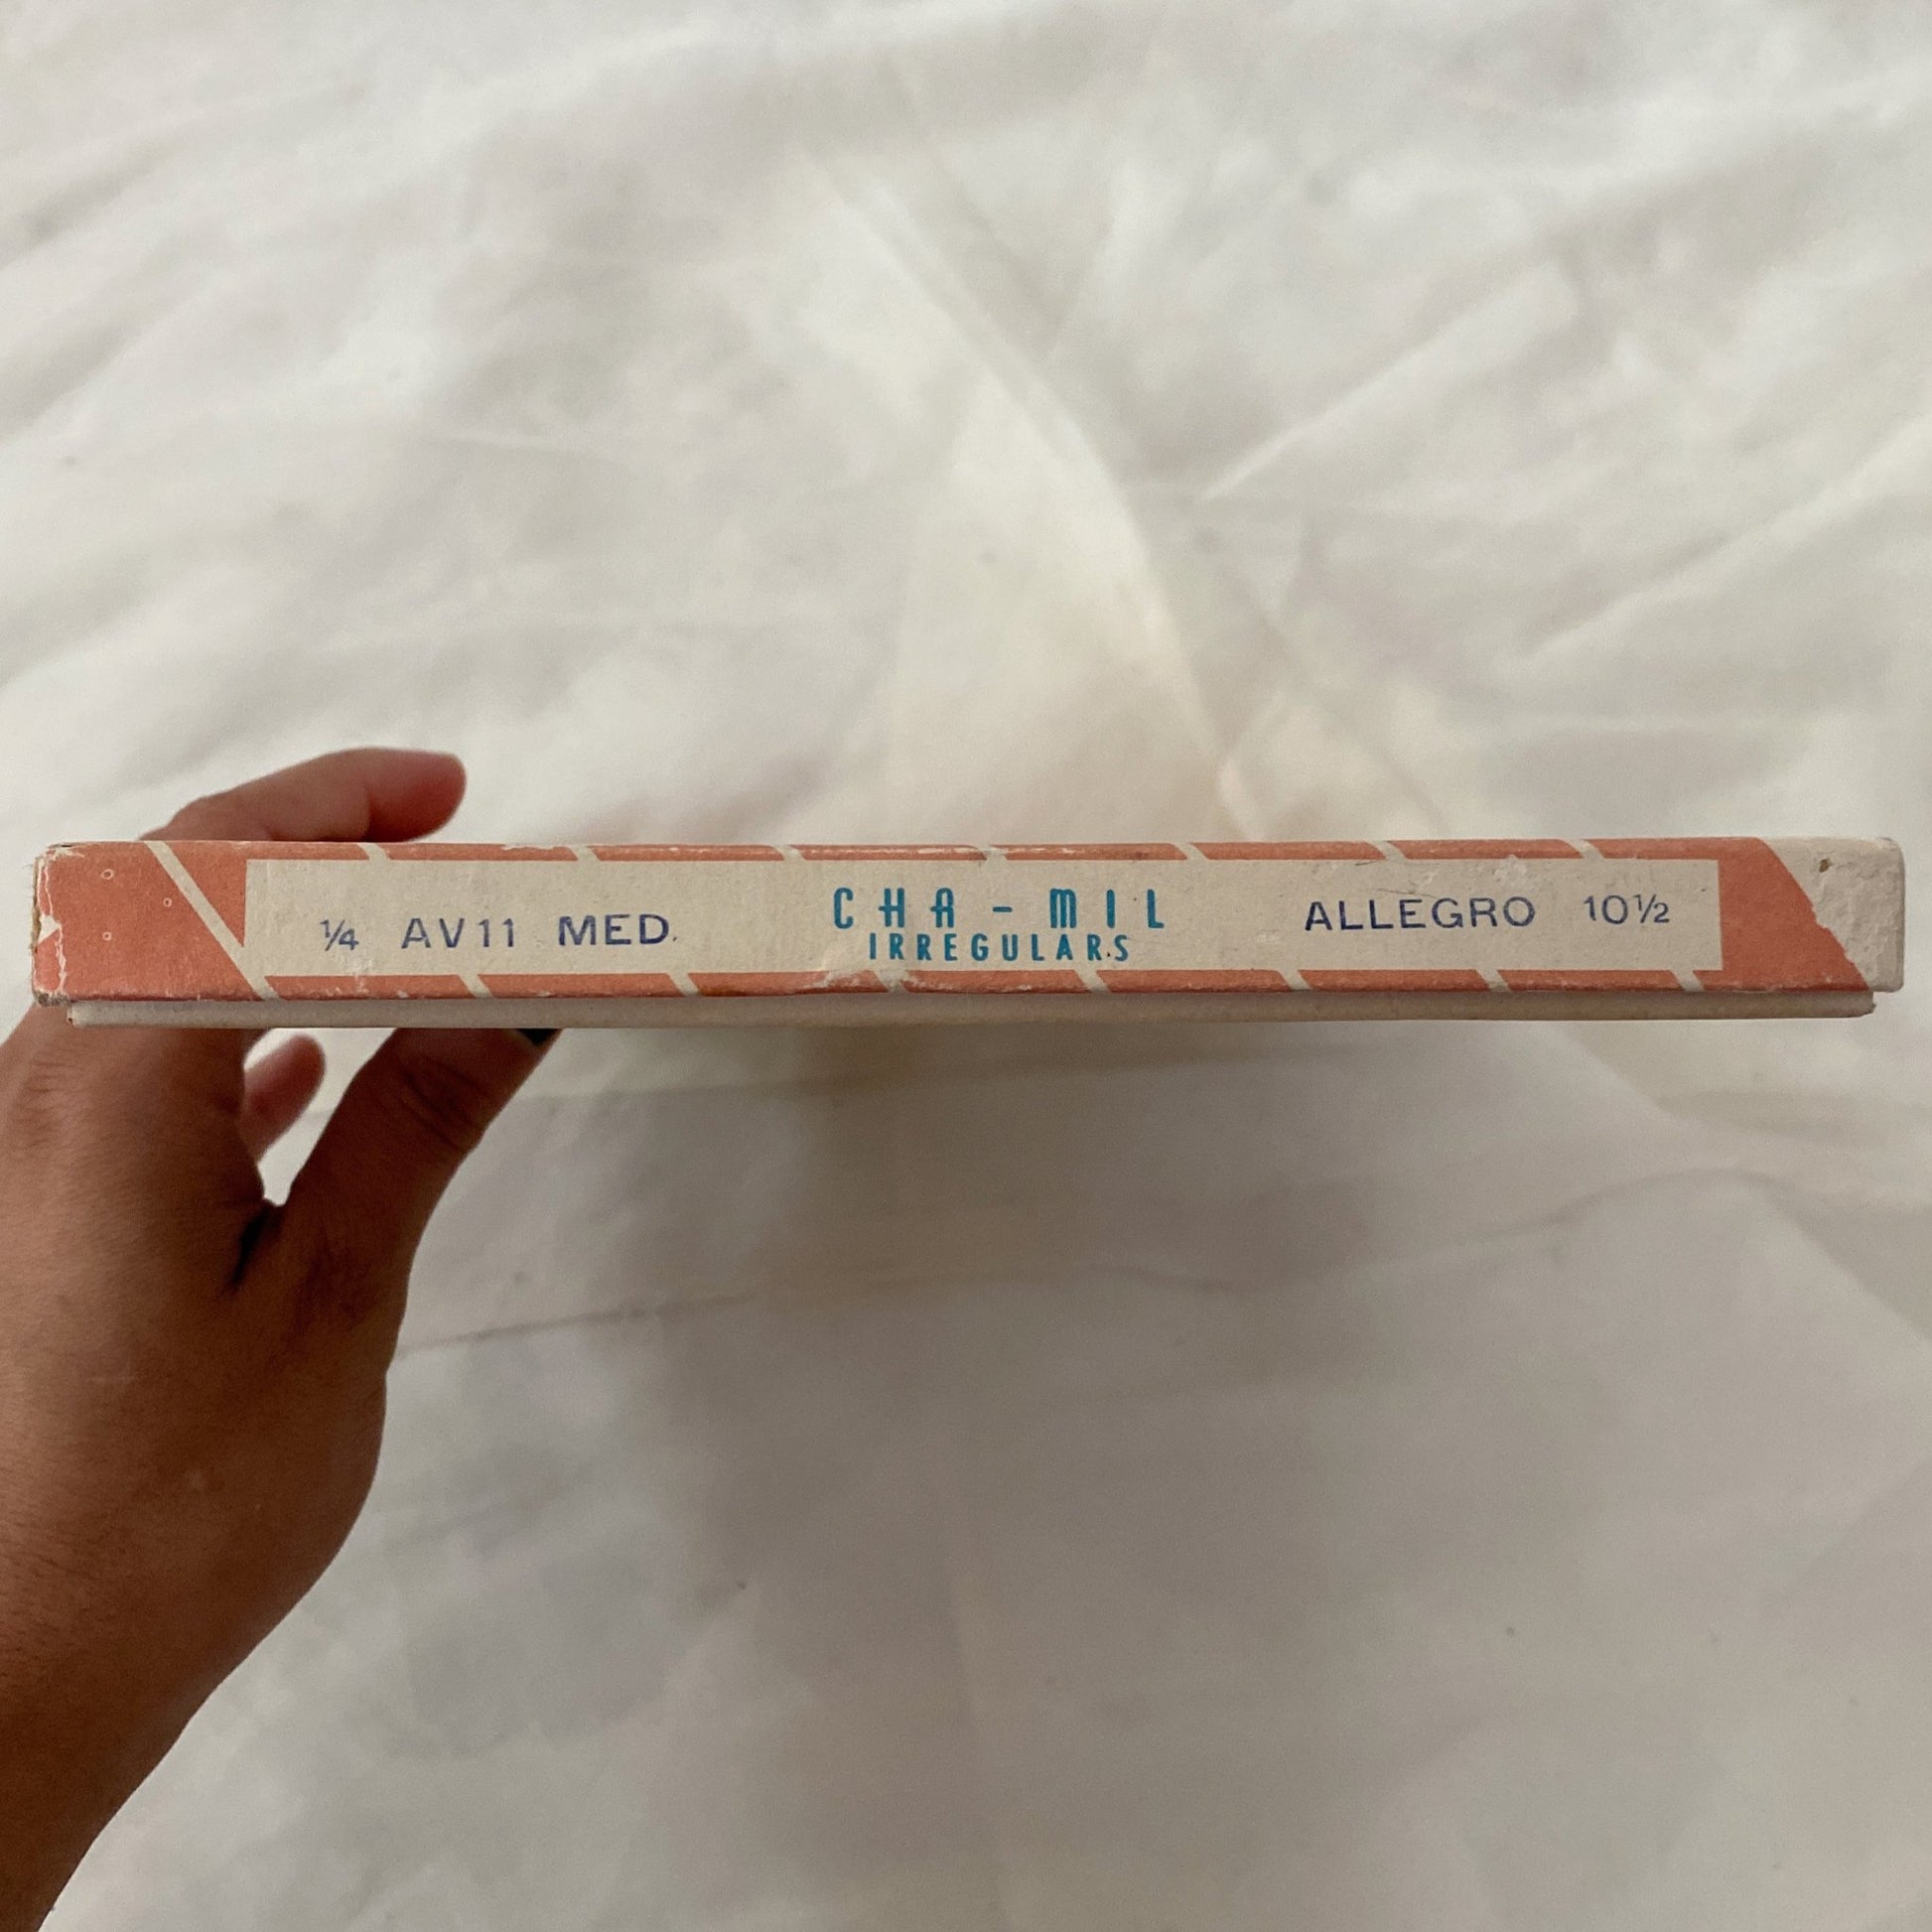 ¼ AV11 MED.
CHA-MIL
IRREGULARS
ALLEGRO 10½